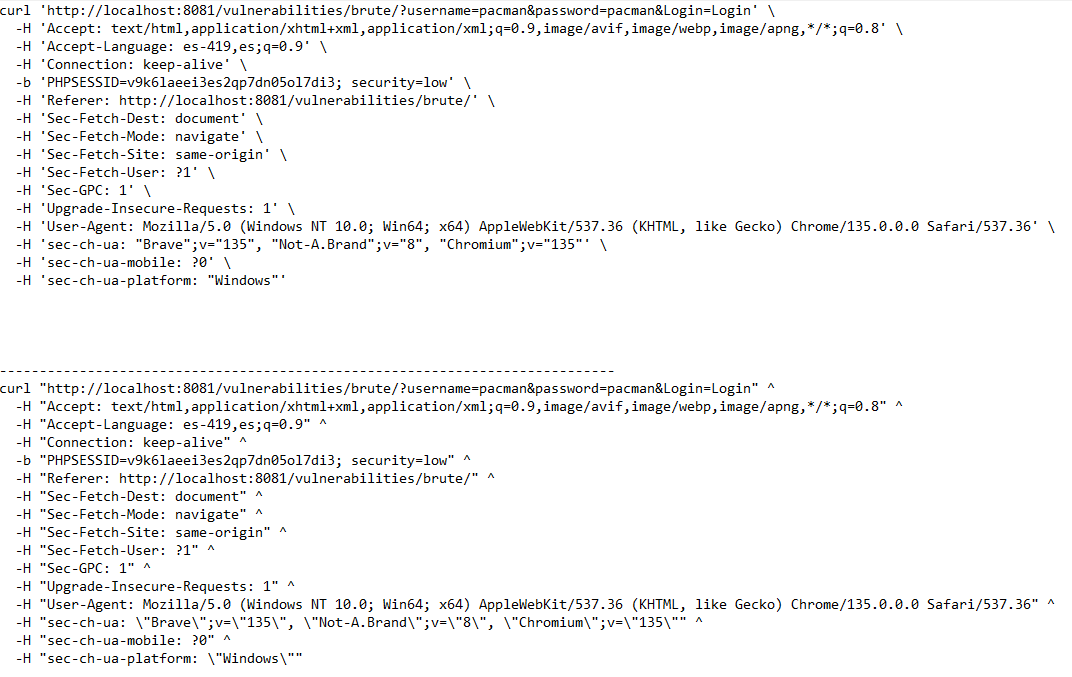 curl 'http://localhost:8081/vulnerabilities/brute/?username=pacman&password=pacman&Login=Login' \
-H 'Accept: text/html,application/xhtml+xml,application/xml;q=0.9,image/avif,image/webp,image/apng,*/*;q=0.8' \
-H 'Accept-Language: es-419,es;q=0.9' \
-H 'Connection: keep-alive' \
-b 'PHPSESSID=v9k6laeei3es2qp7dn05ol7di3; security=low' \
-H 'Referer: http://localhost:8081/vulnerabilities/brute/' \
-H 'Sec-Fetch-Dest: document' \
-H 'Sec-Fetch-Mode: navigate' \
-H 'Sec-Fetch-Site: same-origin' \
-H 'Sec-Fetch-User: ?1' \
-H 'Sec-GPC: 1' \
-H 'Upgrade-Insecure-Requests: 1' \
-H 'User-Agent: Mozilla/5.0 (Windows NT 10.0; Win64; x64) AppleWebKit/537.36 (KHTML, like Gecko) Chrome/135.0.0.0 Safari/537.36' \
-H 'sec-ch-ua: "Brave";v="135", "Not-A.Brand";v="8", "Chromium";v="135"' \
-H 'sec-ch-ua-mobile: ?0' \
-H 'sec-ch-ua-platform: "Windows"'
-----------------------------------------------------------------------------
curl "http://localhost:8081/vulnerabilities/brute/?username=pacman&password=pacman&Login=Login" ^
-H "Accept: text/html,application/xhtml+xml,application/xml;q=0.9,image/avif,image/webp,image/apng,*/*;q=0.8" ^
-H "Accept-Language: es-419,es;q=0.9" ^
-H "Connection: keep-alive" ^
-b "PHPSESSID=v9k6laeei3es2qp7dn05ol7di3; security=low" ^
-H "Referer: http://localhost:8081/vulnerabilities/brute/" ^
-H "Sec-Fetch-Dest: document" ^
-H "Sec-Fetch-Mode: navigate" ^
-H "Sec-Fetch-Site: same-origin" ^
-H "Sec-Fetch-User: ?1" ^
-H "Sec-GPC: 1" ^
-H "Upgrade-Insecure-Requests: 1" ^
-H "User-Agent: Mozilla/5.0 (Windows NT 10.0; Win64; x64) AppleWebKit/537.36 (KHTML, like Gecko) Chrome/135.0.0.0 Safari/537.36" ^
-H "sec-ch-ua: \"Brave\";v=\"135\", \"Not-A.Brand\";v=\"8\", \"Chromium\";v=\"135\"" ^
-H "sec-ch-ua-mobile: ?0" ^
-H "sec-ch-ua-platform: \"Windows\""